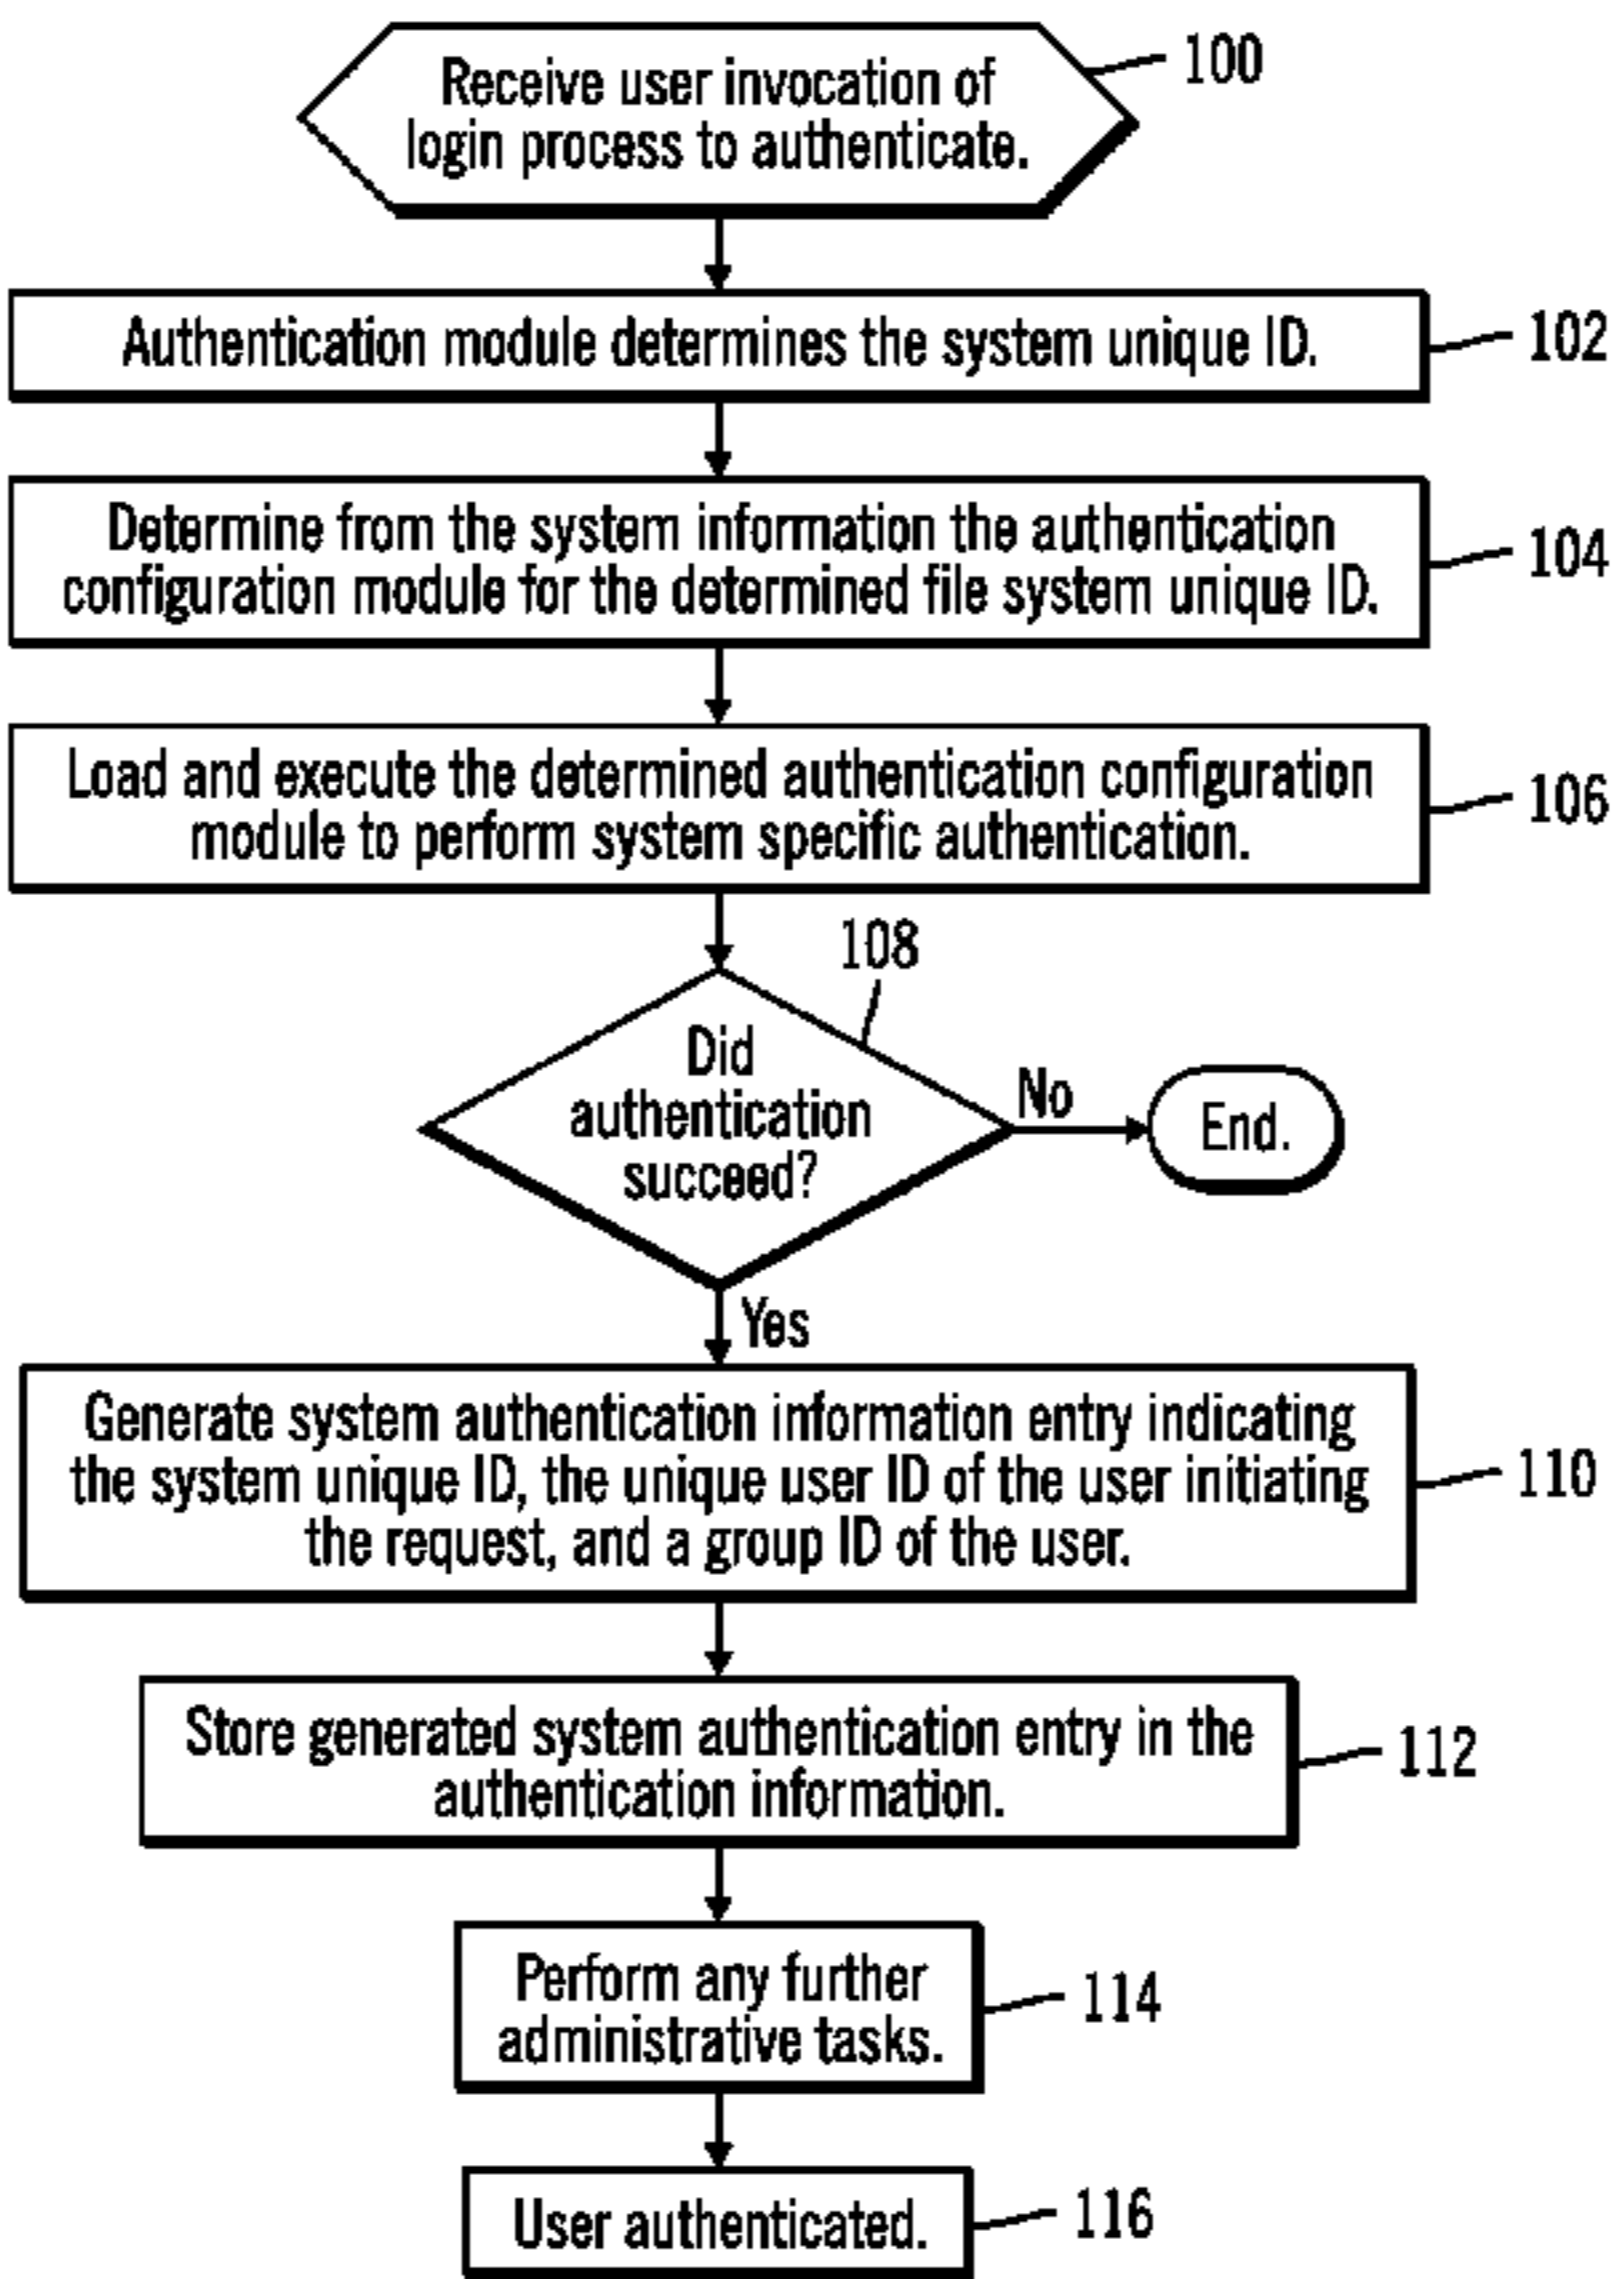 Receive user invocation of
login process to authenticate.
100
Authentication module determines the system unique ID.
102
Determine from the system information the authentication
configuration module for the determined file system unique ID.
104
Load and execute the determined authentication configuration
module to perform system specific authentication.
106
108
Did
authentication
succeed?
No
End.
Yes
Generate system authentication information entry indicating
the system unique ID, the unique user ID of the user initiating
the request, and a group ID of the user.
110
Store generated system authentication entry in the
authentication information.
112
Perform any further
administrative tasks.
114
User authenticated.
116